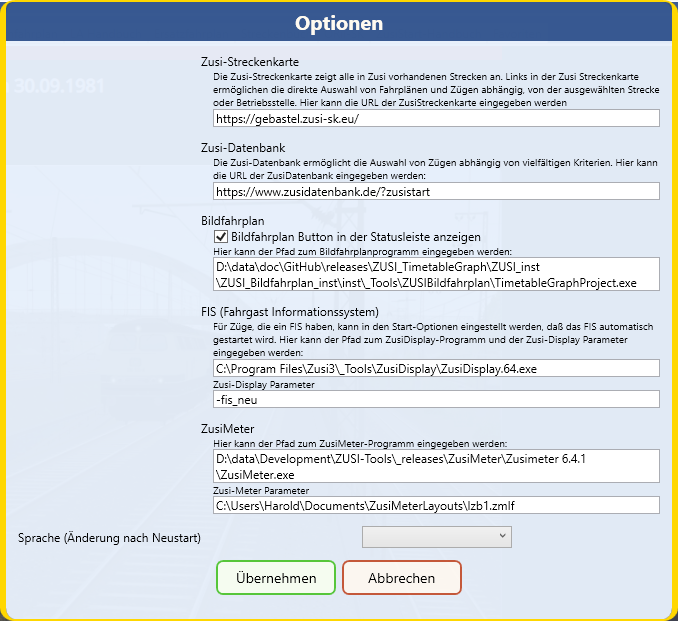 Optionen
30.09.1981
Zusi-Streckenkarte
Die Zusi-Streckenkarte zeigt alle in Zusi vorhandenen Strecken an. Links in der Zusi Streckenkarte
ermöglichen die direkte Auswahl von Fahrplänen und Zügen abhängig, von der ausgewählten Strecke
oder Betriebsstelle. Hier kann die URL der ZusiStreckenkarte eingegeben werden
https://gebastel.zusi-sk.eu/
Zusi-Datenbank
Die Zusi-Datenbank ermöglicht die Auswahl von Zügen abhängig von vielfältigen Kriterien. Hier kann
die URL der ZusiDatenbank eingegeben werden:
https://www.zusidatenbank.de/?zusistart
Bildfahrplan
Bildfahrplan Button in der Statusleiste anzeigen
Hier kann der Pfad zum Bildfahrplanprogramm eingegeben werden:
D:\data\doc\GitHub\releases\ZUSI_TimetableGraph\ZUSI_inst
\ZUSI_Bildfahrplan_inst\inst\_Tools\ZUSIBildfahrplan\TimetableGraphProject.exe
FIS (Fahrgast Informationssystem)
Für Züge, die ein FIS haben, kann in den Start-Optionen eingestellt werden, daß das FIS automatisch
gestartet wird. Hier kann der Pfad zum ZusiDisplay-Programm und der Zusi-Display Parameter
eingegeben werden:
C:\Program Files\Zusi3\_Tools\ZusiDisplay\ZusiDisplay.64.exe
Zusi-Display Parameter
-fis_neu
ZusiMeter
Hier kann der Pfad zum ZusiMeter-Programm eingegeben werden:
D:\data\Development\ZUSI-Tools\_releases\ZusiMeter\Zusimeter 6.4.1
\ZusiMeter.exe
Zusi-Meter Parameter
C:\Users\Harold\Documents\ZusiMeterLayouts\lzb1.zmlf
Sprache (Änderung nach Neustart)
Übernehmen
Abbrechen